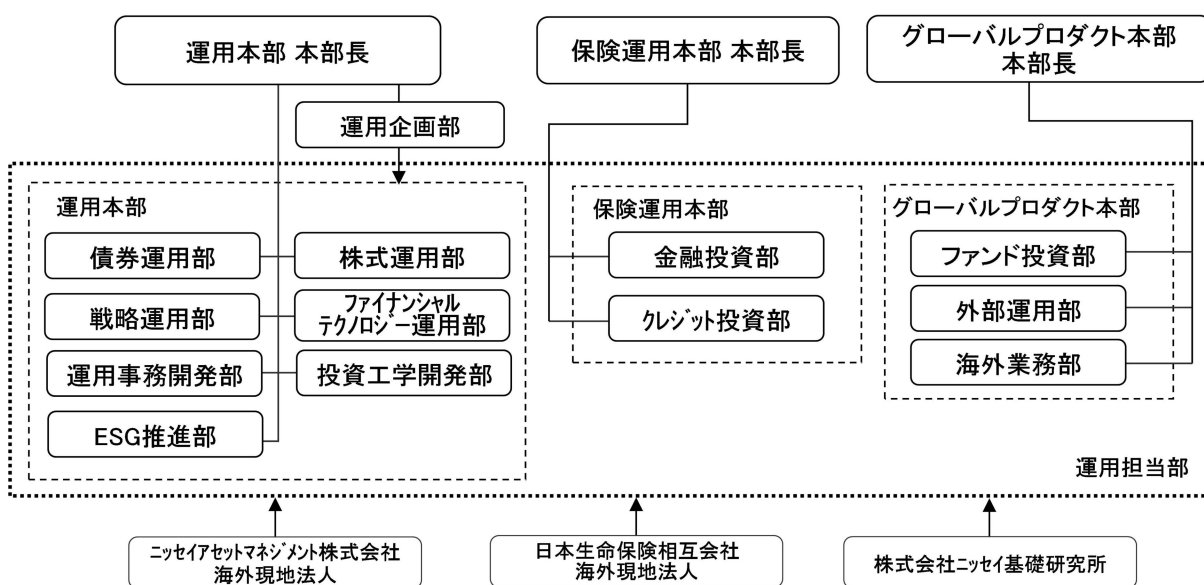 運用本部 本部長
保険運用本部 本部長
グローバルプロダクト本部
本部長
運用企画部
運用本部
債券運用部
株式運用部
戦略運用部
ファイナンシャル
テクノロジー運用部
運用事務開発部
投資工学開発部
ESG推進部
保険運用本部
金融投資部
クレジット投資部
グローバルプロダクト本部
ファンド投資部
外部運用部
海外業務部
運用担当部
ニッセイアセットマネジメント株式会社
海外現地法人
日本生命保険相互会社
海外現地法人
株式会社ニッセイ基礎研究所